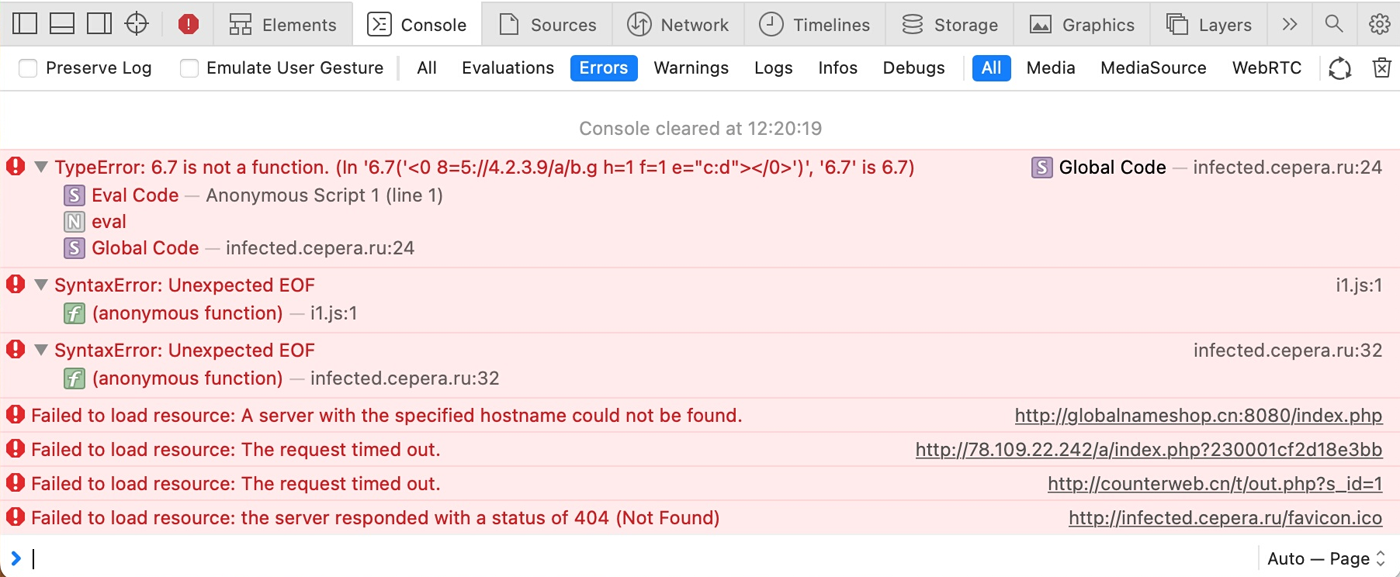 Elements Console Sources Network Timelines Storage Graphics Layers
Preserve Log Emulate User Gesture All Evaluations Errors Warnings Logs Infos Debugs All Media MediaSource WebRTC
Console cleared at 12:20:19
TypeError: 6.7 is not a function. (In '6.7('<0 8=5://4.2.3.9/a/b.g h=1 f=1 e="c:d"></0>')', '6.7' is 6.7) S Global Code — infected.cepera.ru:24
S Eval Code — Anonymous Script 1 (line 1)
N eval
S Global Code — infected.cepera.ru:24
SyntaxError: Unexpected EOF i1.js:1
f (anonymous function) — i1.js:1
SyntaxError: Unexpected EOF infected.cepera.ru:32
f (anonymous function) — infected.cepera.ru:32
Failed to load resource: A server with the specified hostname could not be found. http://globalnameshop.cn:8080/index.php
Failed to load resource: The request timed out. http://78.109.22.242/a/index.php?230001cf2d18e3bb
Failed to load resource: The request timed out. http://counterweb.cn/t/out.php?s_id=1
Failed to load resource: the server responded with a status of 404 (Not Found) http://infected.cepera.ru/favicon.ico
Auto — Page